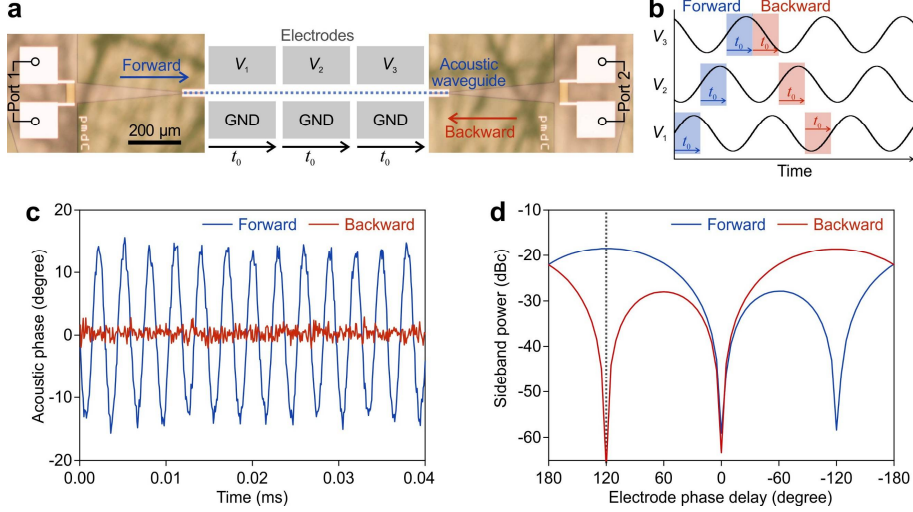 a
Electrodes
Port 1
Forward
V1
V2
V3
Acoustic
waveguide
Port 2
GND
GND
GND
Backward
pmdC
200 μm
pmdC
t0
t0
t0
b
Forward
Backward
V3
t0
t0
V2
t0
t0
V1
t0
t0
Time
c
Forward
Backward
Acoustic phase (degree)
20
10
0
-10
-20
0.00
0.01
0.02
0.03
0.04
Time (ms)
d
Forward
Backward
Sideband power (dBc)
-10
-20
-30
-40
-50
-60
180
120
60
0
-60
-120
-180
Electrode phase delay (degree)